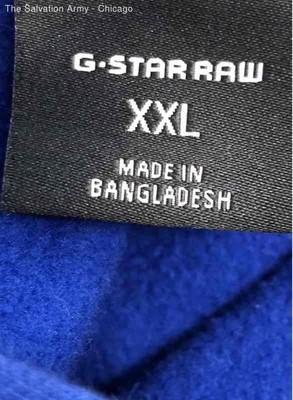 The Salvation Army - Chicago
G-STAR RAW
XXL
MADE IN
BANGLADESH